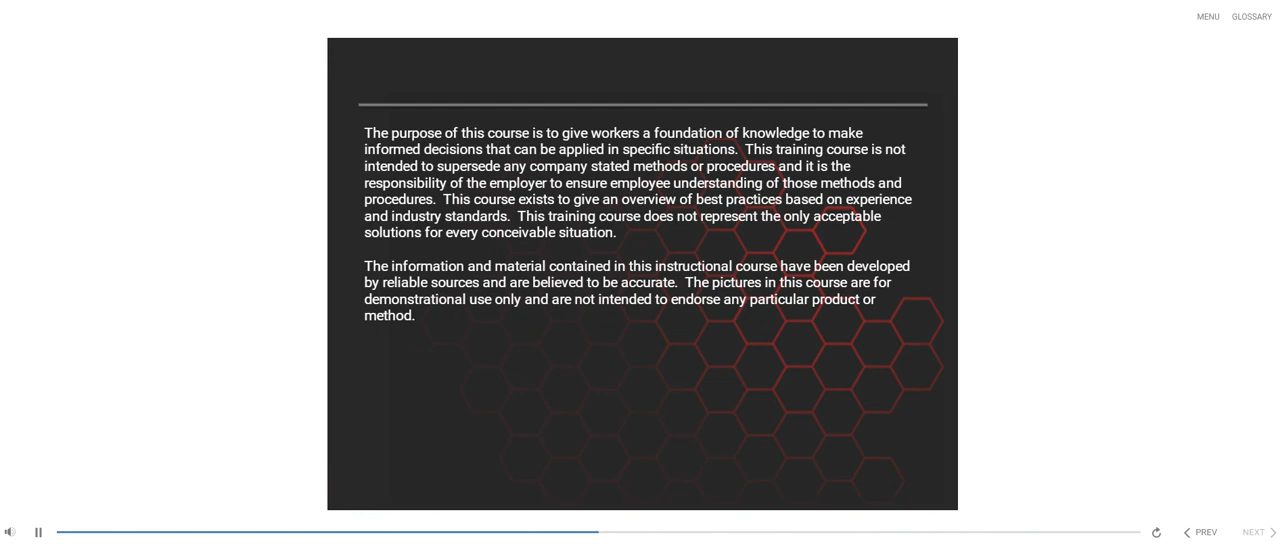 MENU GLOSSARY
The purpose of this course is to give workers a foundation of knowledge to make
informed decisions that can be applied in specific situations.  This training course is not
intended to supersede any company stated methods or procedures and it is the
responsibility of the employer to ensure employee understanding of those methods and
procedures.  This course exists to give an overview of best practices based on experience
and industry standards.  This training course does not represent the only acceptable
solutions for every conceivable situation.
The information and material contained in this instructional course have been developed
by reliable sources and are believed to be accurate.  The pictures in this course are for
demonstrational use only and are not intended to endorse any particular product or
method.
PREV NEXT